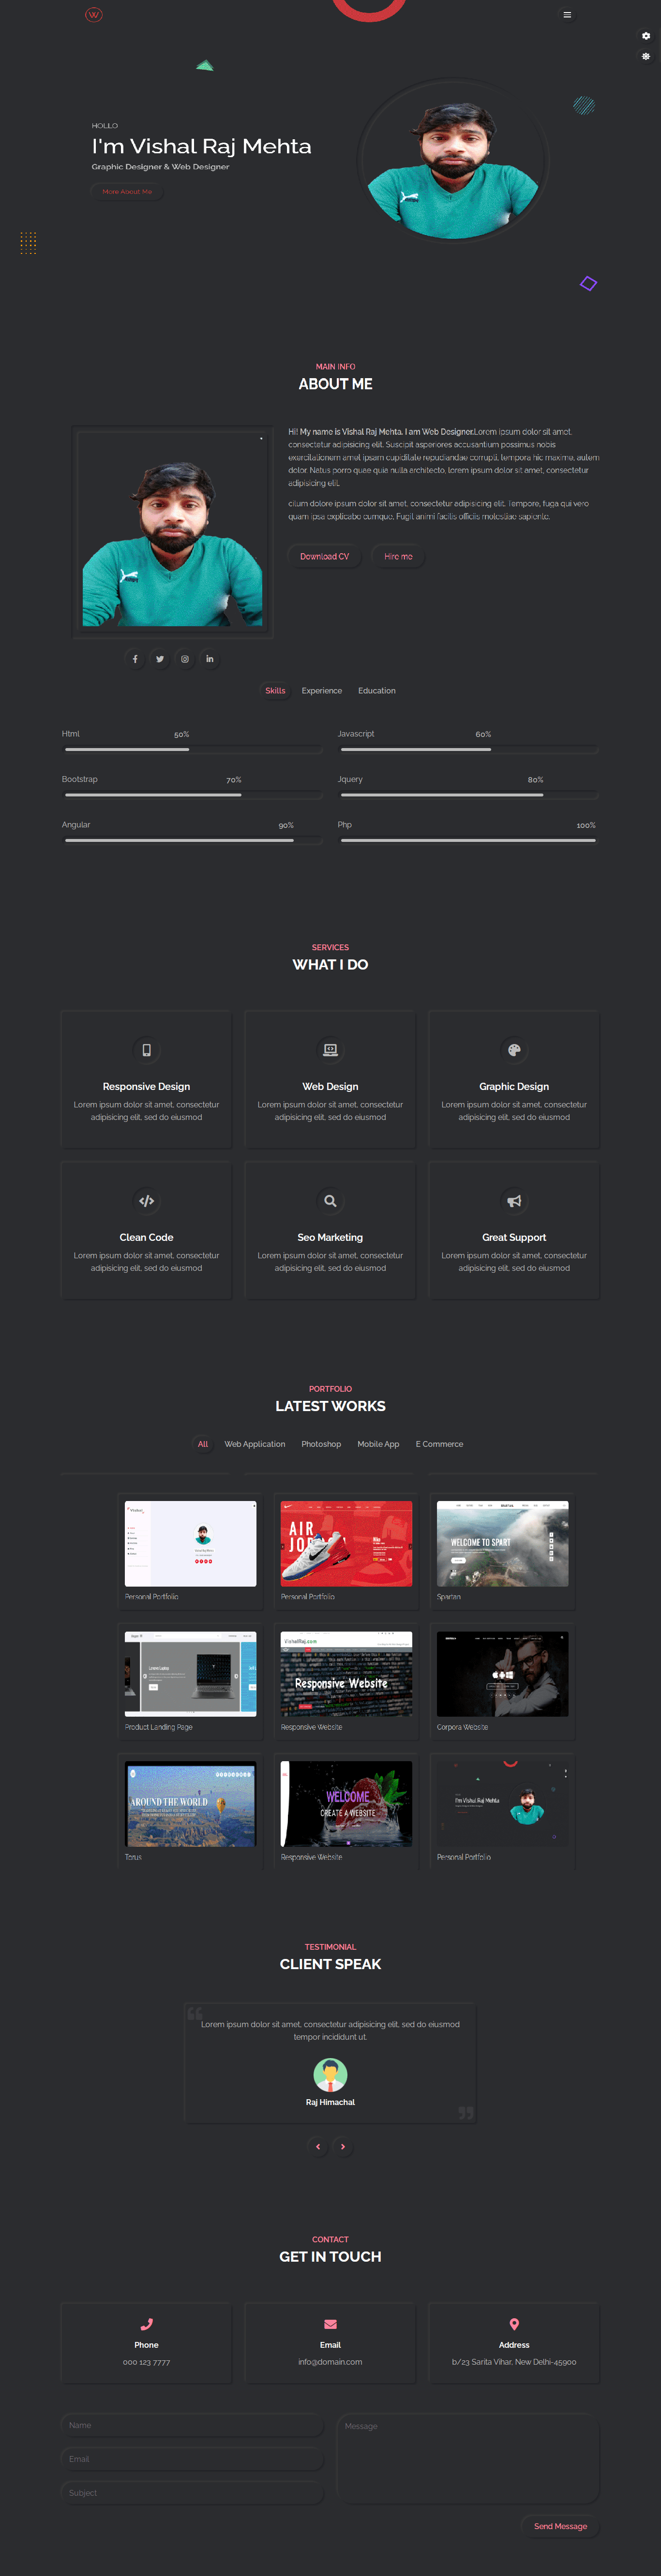 W
HOLLO
I'm Vishal Raj Mehta
Graphic Designer & Web Designer
More About Me
MAIN INFO
ABOUT ME
Hi! My name is Vishal Raj Mehta. I am Web Designer.Lorem ipsum dolor sit amet,
consectetur adipisicing elit. Suscipit asperiores accusantium possimus nobis
exercitationem amet ipsam cupiditate repudiandae corrupti, tempora hic maxime, autem
dolor. Natus porro quae quia nulla architecto, lorem ipsum dolor sit amet, consectetur
adipisicing elit.
cilum dolore ipsum dolor sit amet, consectetur adipisicing elit. Tempore, fuga qui vero
quam ipsa explicabo cumque. Fugit animi facilis officiis molestiae sapiente.
Download CV
Hire me
Skills
Experience
Education
Html 50%
Javascript 60%
Bootstrap 70%
Jquery 80%
Angular 90%
Php 100%
SERVICES
WHAT I DO
Responsive Design
Lorem ipsum dolor sit amet, consectetur
adipisicing elit, sed do eiusmod
Web Design
Lorem ipsum dolor sit amet, consectetur
adipisicing elit, sed do eiusmod
Graphic Design
Lorem ipsum dolor sit amet, consectetur
adipisicing elit, sed do eiusmod
Clean Code
Lorem ipsum dolor sit amet, consectetur
adipisicing elit, sed do eiusmod
Seo Marketing
Lorem ipsum dolor sit amet, consectetur
adipisicing elit, sed do eiusmod
Great Support
Lorem ipsum dolor sit amet, consectetur
adipisicing elit, sed do eiusmod
PORTFOLIO
LATEST WORKS
All
Web Application
Photoshop
Mobile App
E Commerce
Personal Portfolio
AIR
Personal Portfolio
WELCOME TO SPART
Spartan
Product Landing Page
VishalRaj.com
Responsive Website
Responsive Website
Corpora Website
AROUND THE WORLD
Torus
WELCOME
CREATE A WEBSITE
Responsive Website
I'm Vishal Raj Mehta
Personal Portfolio
TESTIMONIAL
CLIENT SPEAK
Lorem ipsum dolor sit amet, consectetur adipisicing elit, sed do eiusmod
tempor incididunt ut.
Raj Himachal
CONTACT
GET IN TOUCH
Phone
000 123 7777
Email
info@domain.com
Address
b/23 Sarita Vihar, New Delhi-45900
Name
Email
Subject
Message
Send Message